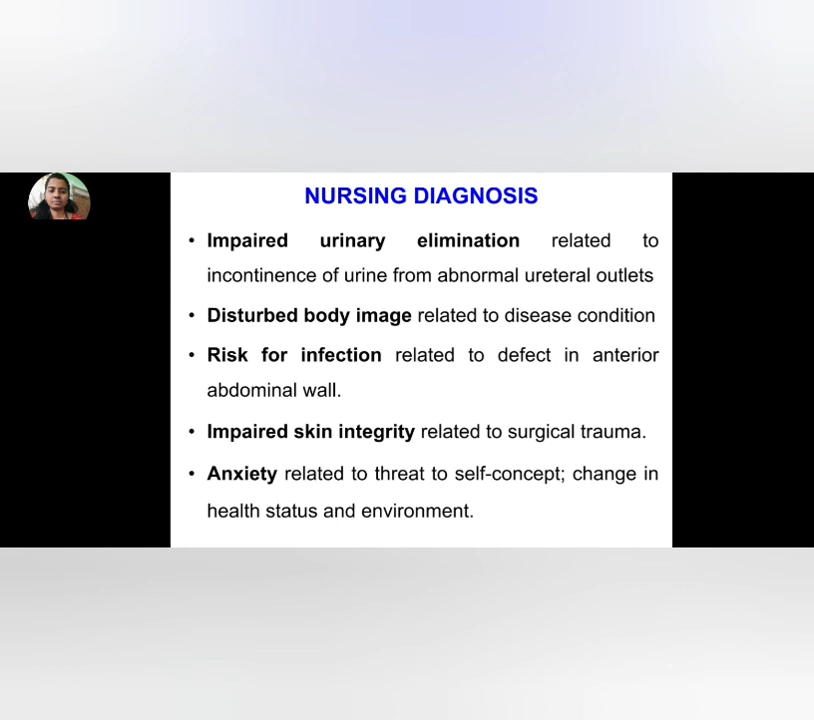 NURSING DIAGNOSIS
• Impaired urinary elimination related to
incontinence of urine from abnormal ureteral outlets
• Disturbed body image related to disease condition
• Risk for infection related to defect in anterior
abdominal wall.
• Impaired skin integrity related to surgical trauma.
• Anxiety related to threat to self-concept; change in
health status and environment.